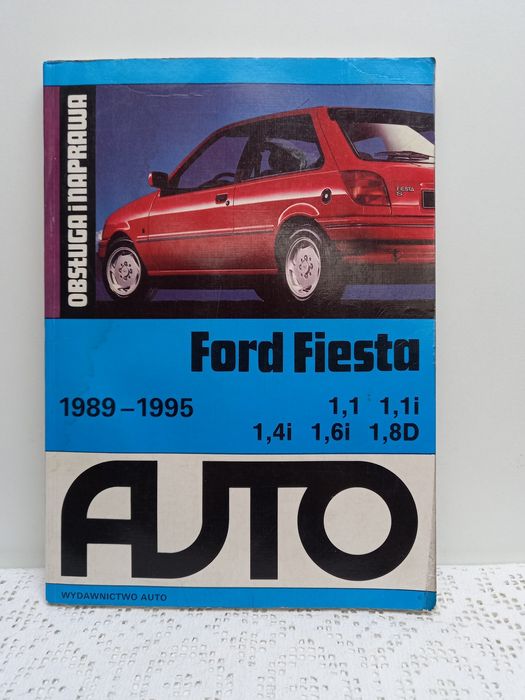 OBSŁUGA i NAPRAWA
FIESTA
S
Ford Fiesta
1989–1995
1,1 1,1i
1,4i 1,6i 1,8D
AUTO
WYDAWNICTWO AUTO